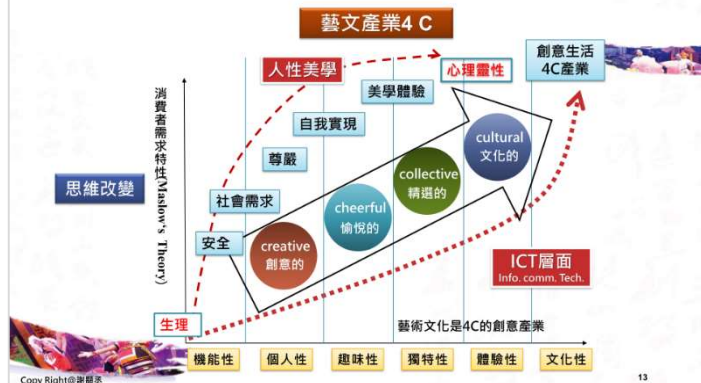 藝文產業4 C
人性美學
心理靈性
創意生活
4C產業
美學體驗
自我實現
尊嚴
社會需求
安全
生理
消費者需求特性(Maslow's Theory)
思維改變
cultural
文化的
collective
精選的
cheerful
愉悅的
creative
創意的
ICT層面
Info. comm. Tech.
藝術文化是4C的創意產業
機能性
個人性
趣味性
獨特性
體驗性
文化性
Copy Right@謝顒丞
13